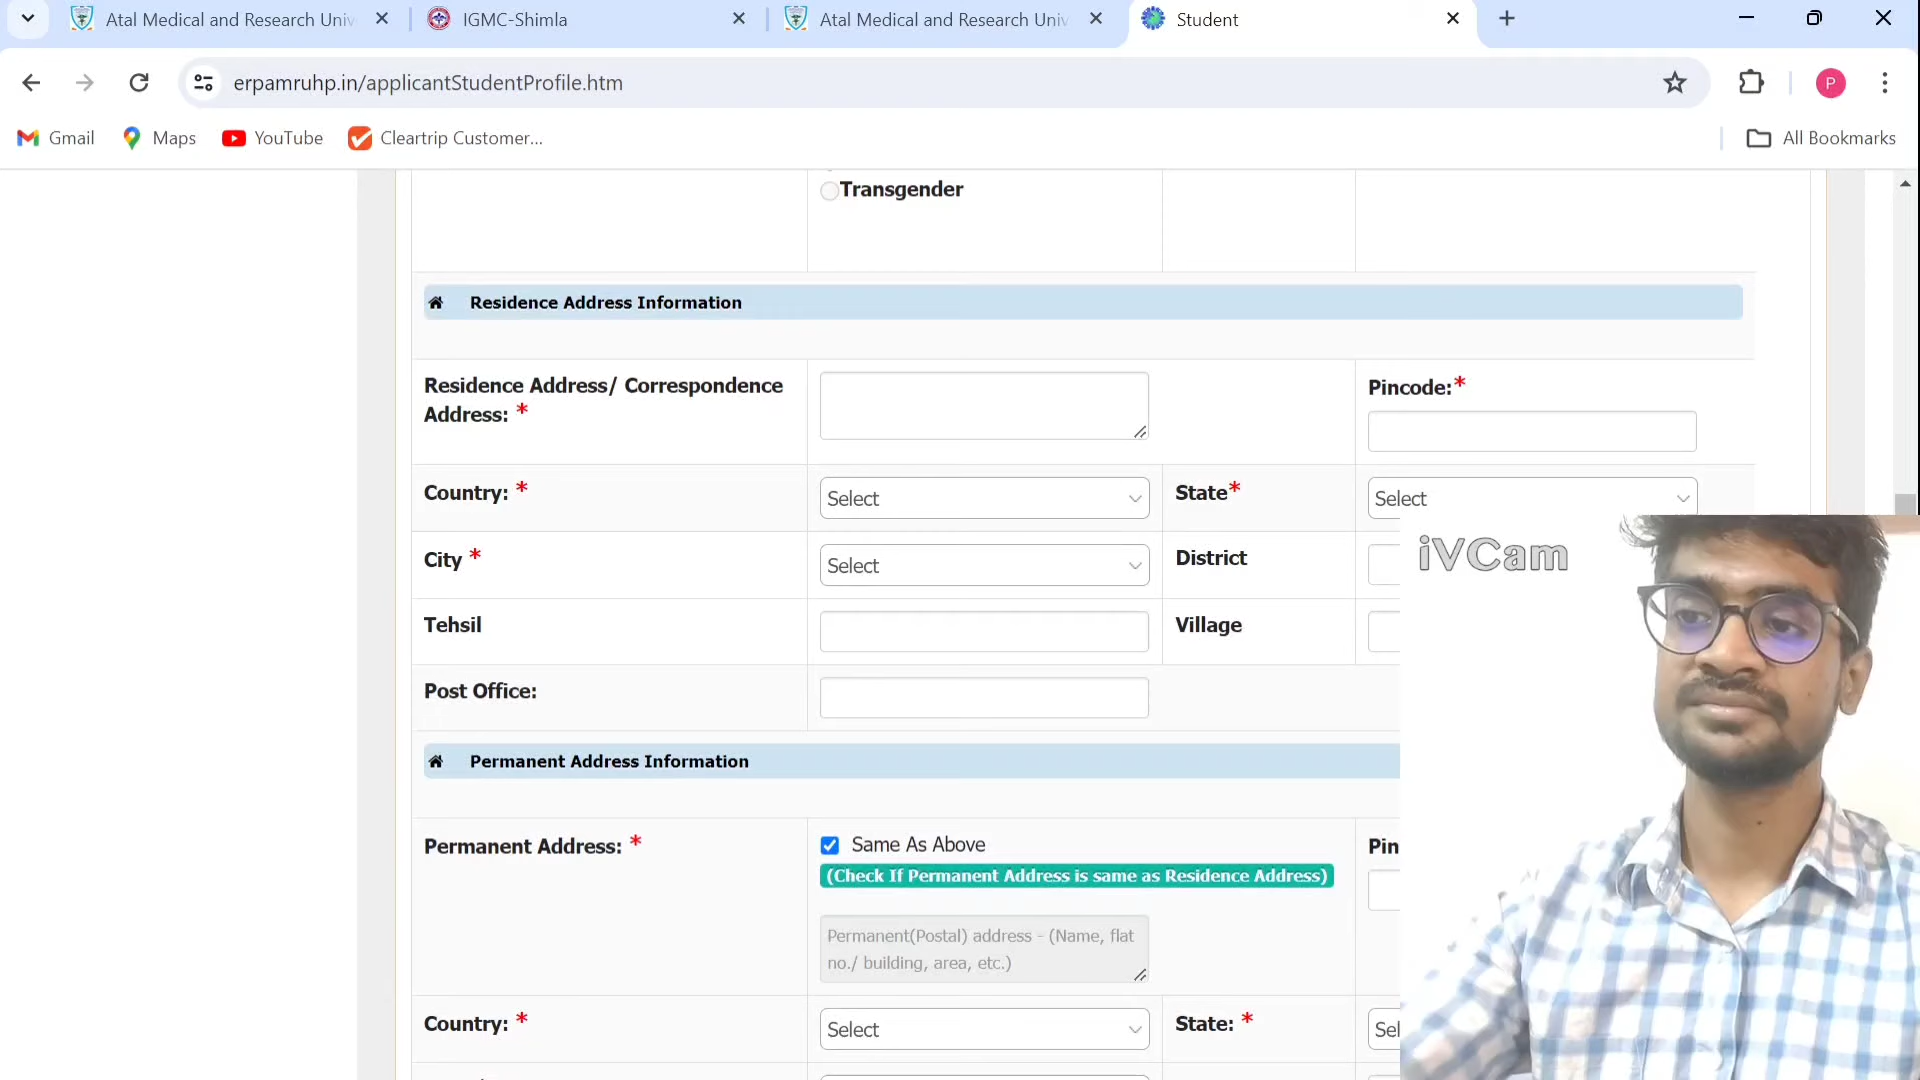 Atal Medical and Research Univ
IGMC-Shimla
Atal Medical and Research Univ
Student
erpamruhp.in/applicantStudentProfile.htm
P
Gmail
Maps
YouTube
Cleartrip Customer...
All Bookmarks
Transgender
Residence Address Information
Residence Address/ Correspondence
Address: *
Pincode:*
Country: *
Select
State*
Select
City *
Select
District
Tehsil
Village
Post Office:
iVCam
Permanent Address Information
Permanent Address: *
Same As Above
(Check If Permanent Address is same as Residence Address)
Pin
Permanent(Postal) address - (Name, flat
no./ building, area, etc.)
Country: *
Select
State: *
Sel